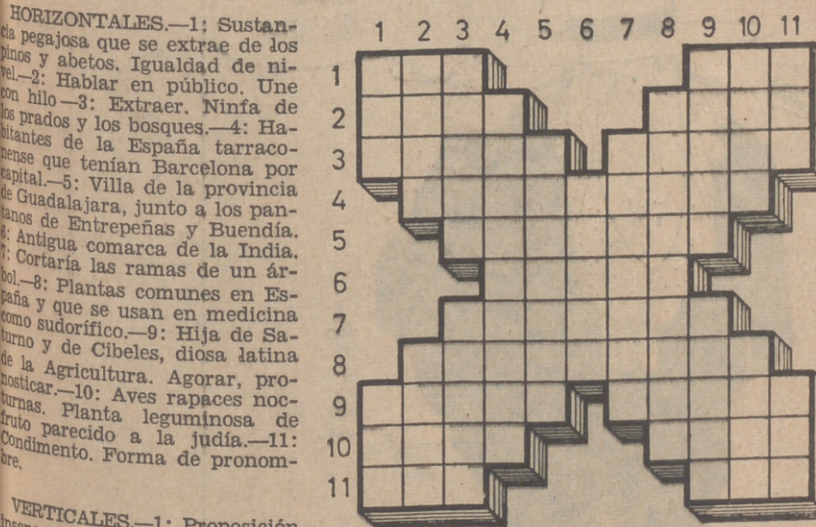 HORIZONTALES.—1: Sustan-
cia pegajosa que se extrae de los
pinos y abetos. Igualdad de ni-
vel.—2: Hablar en público. Une
con hilo —3: Extraer. Ninfa de
los prados y los bosques.—4: Ha-
bitantes de la España tarraco-
nense que tenían Barcelona por
capital.—5: Villa de la provincia
de Guadalajara, junto a los pan-
tanos de Entrepeñas y Buendía.
6: Antigua comarca de la India.
7: Cortaría las ramas de un ár-
bol.—8: Plantas comunes en Es-
paña y que se usan en medicina
como sudorífico.—9: Hija de Sa-
turno y de Cibeles, diosa latina
de la Agricultura. Agorar, pro-
nosticar.—10: Aves rapaces noc-
turnas. Planta leguminosa de
fruto parecido a la judía.—11:
Condimento. Forma de pronom-
bre.
VERTICALES.—1: Proposición
1 2 3 4 5 6 7 8 9 10 11
1
2
3
4
5
6
7
8
9
10
11